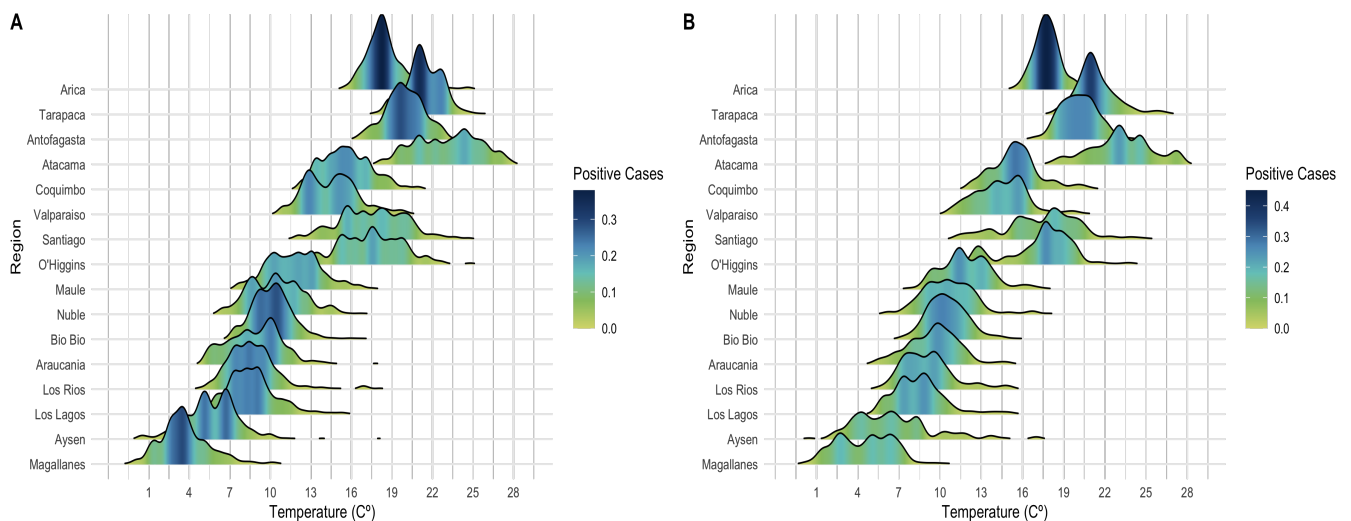 A
Region
Arica
Tarapaca
Antofagasta
Atacama
Coquimbo
Valparaiso
Santiago
O'Higgins
Maule
Nuble
Bio Bio
Araucania
Los Rios
Los Lagos
Aysen
Magallanes
1 4 7 10 13 16 19 22 25 28
Temperature (Cº)
Positive Cases
0.3
0.2
0.1
0.0
B
Region
Arica
Tarapaca
Antofagasta
Atacama
Coquimbo
Valparaiso
Santiago
O'Higgins
Maule
Nuble
Bio Bio
Araucania
Los Rios
Los Lagos
Aysen
Magallanes
1 4 7 10 13 16 19 22 25 28
Temperature (Cº)
Positive Cases
0.4
0.3
0.2
0.1
0.0